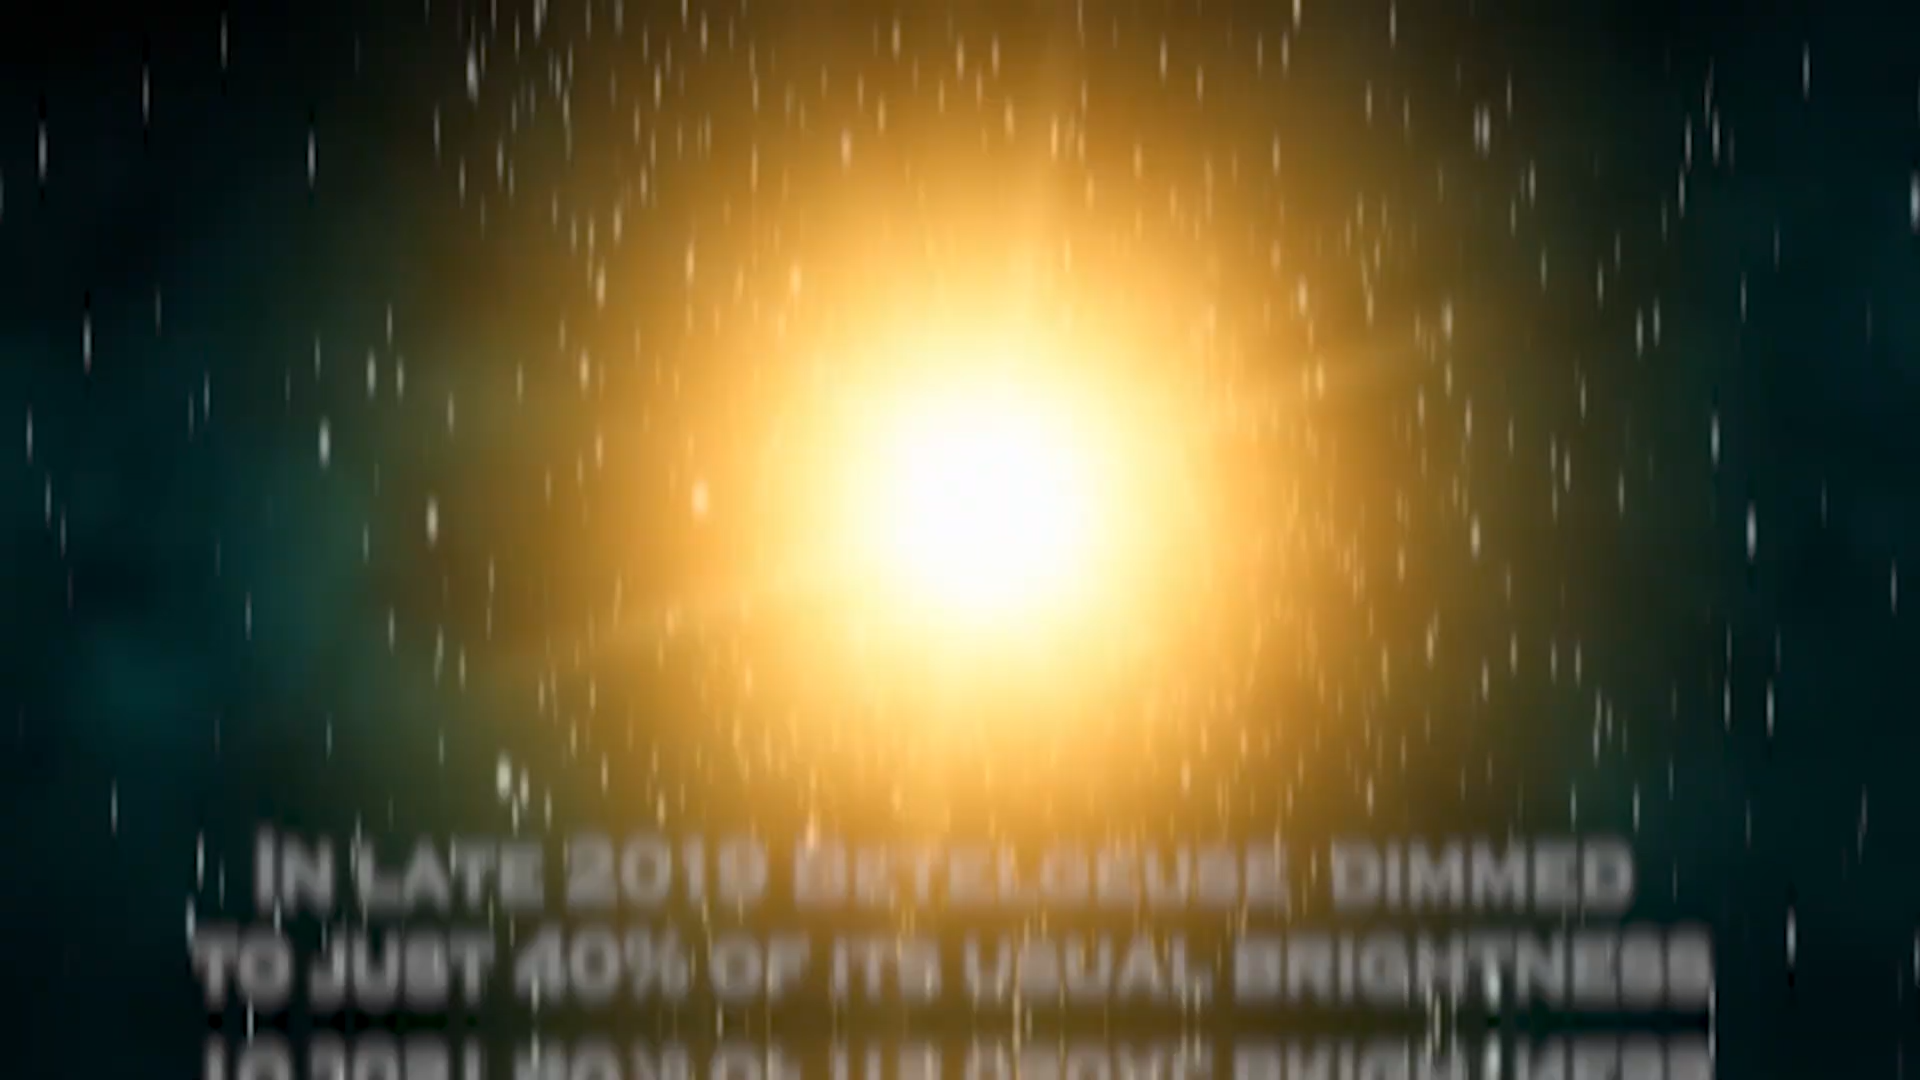 In late 2019 Betelgeuse dimmed
to just 40% of its usual brightness